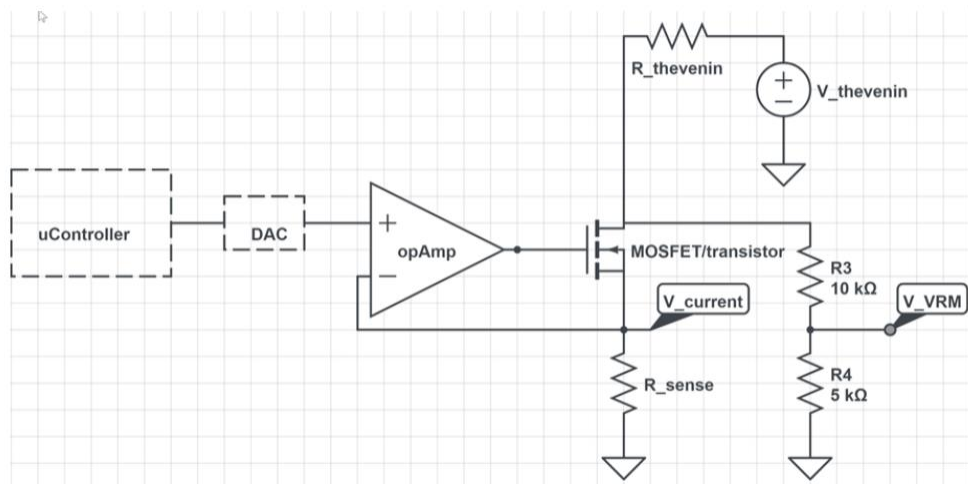 R_thevenin
+
−
V_thevenin
uController
DAC
+
−
opAmp
MOSFET/transistor
R3
10 kΩ
V_current
V_VRM
R_sense
R4
5 kΩ